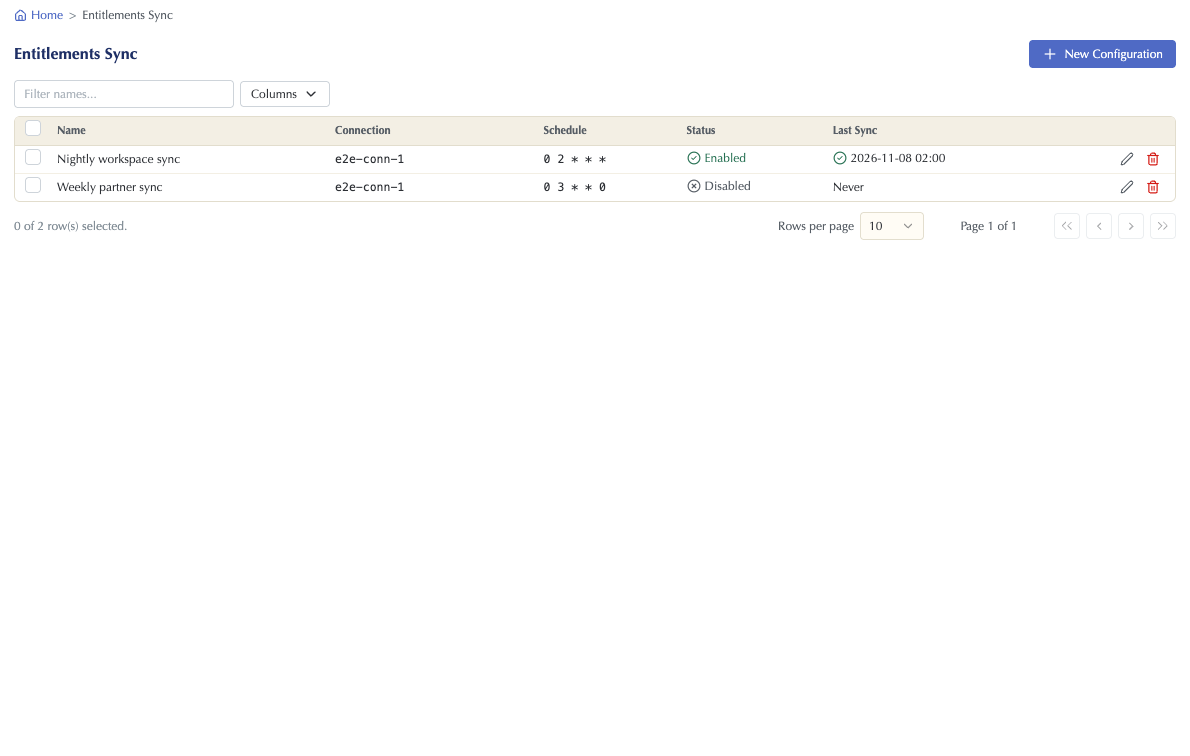 Home > Entitlements Sync
Entitlements Sync
New Configuration
Filter names...
Columns
Name Connection Schedule Status Last Sync
Nightly workspace sync e2e-conn-1 0 2 * * * Enabled 2026-11-08 02:00
Weekly partner sync e2e-conn-1 0 3 * * 0 Disabled Never
0 of 2 row(s) selected. Rows per page 10 Page 1 of 1